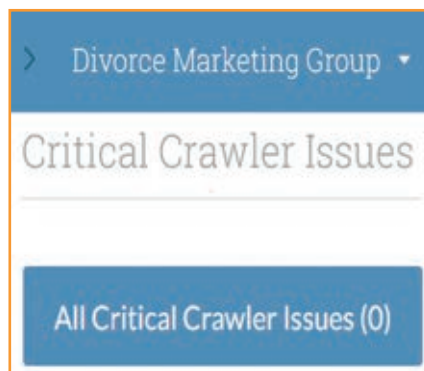 Divorce Marketing Group
Critical Crawler Issues
All Critical Crawler Issues (0)